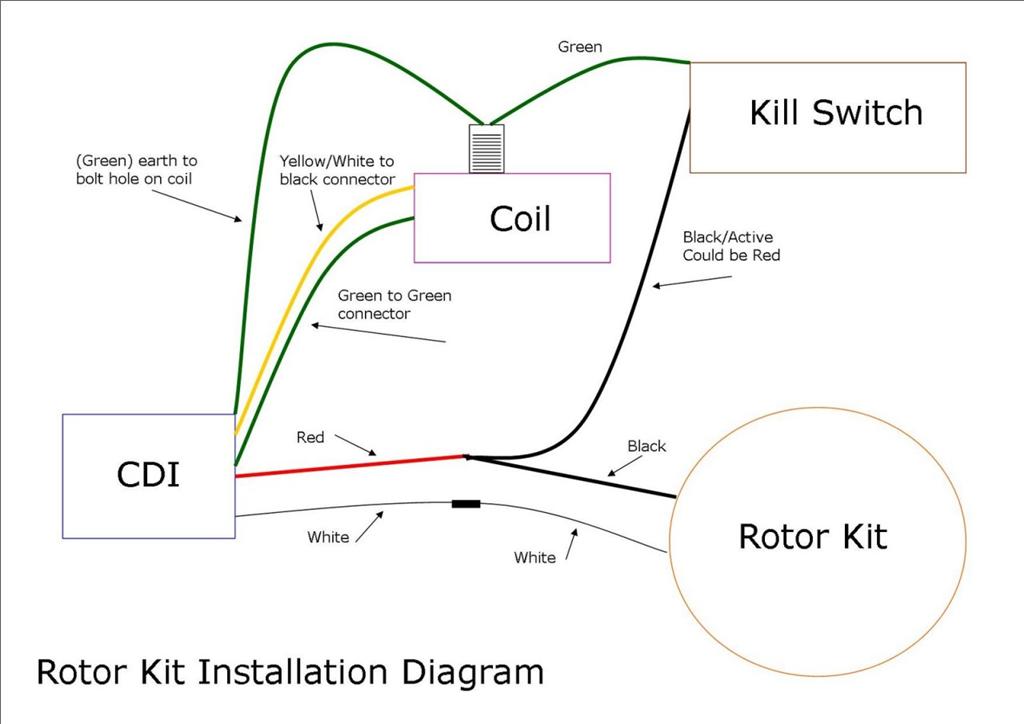 Green
Kill Switch
(Green) earth to
bolt hole on coil
Yellow/White to
black connector
Coil
Black/Active
Could be Red
Green to Green
connector
Red
Black
CDI
White
White
Rotor Kit
Rotor Kit Installation Diagram